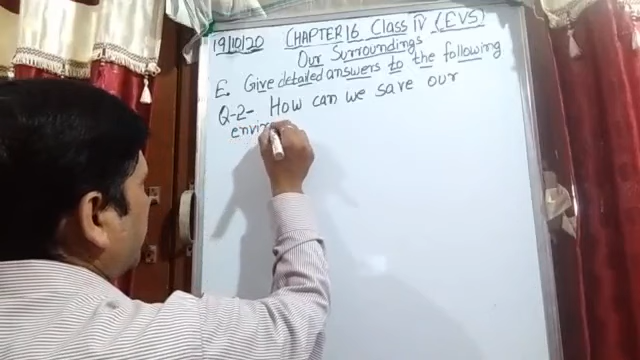 19/10/20 CHAPTER 16 Class IV (EVS)
Our Surroundings
E. Give detailed answers to the following
Q-2- How can we save our
envir